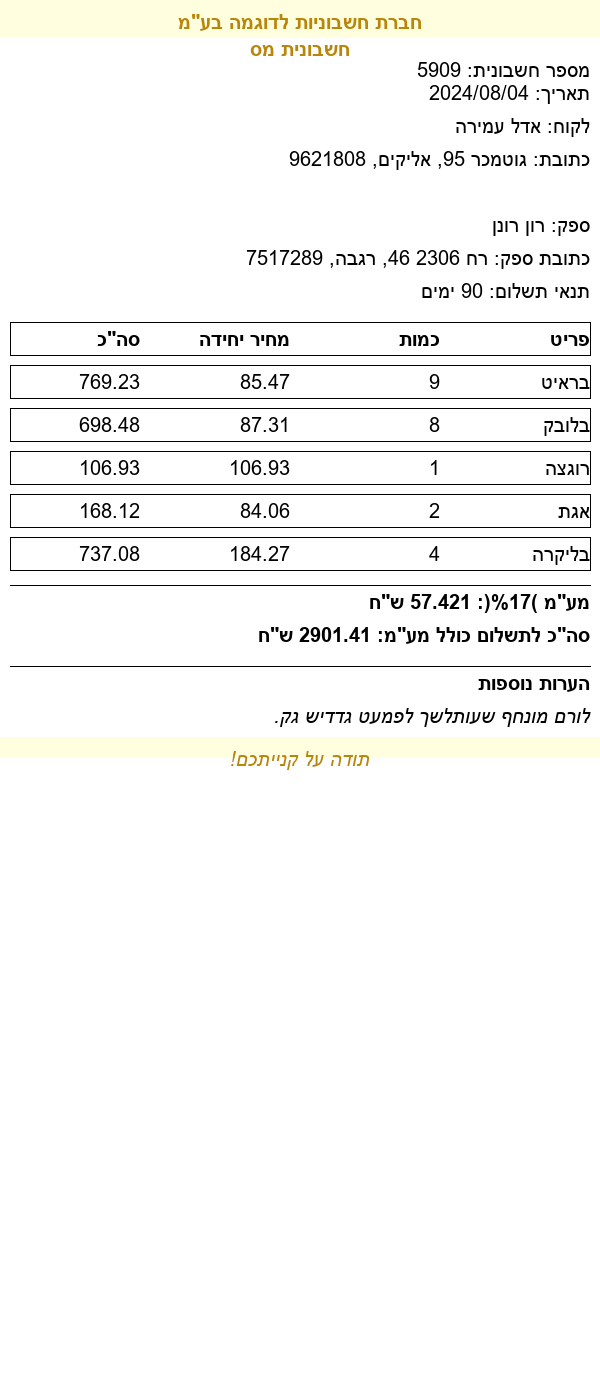 חברת חשבוניות לדוגמה בע"מ
חשבונית מס
מספר חשבונית: 5909
תאריך: 2024/08/04
לקוח: אדל עמירה
כתובת: גוטמכר 95, אליקים, 9621808
ספק: רון רונן
כתובת ספק: רח 2306 46, רגבה, 7517289
תנאי תשלום: 90 ימים
פריט כמות מחיר יחידה סה"כ
בראיט 9 85.47 769.23
בלובק 8 87.31 698.48
רוגצה 1 106.93 106.93
אגת 2 84.06 168.12
בליקרה 4 184.27 737.08
מע"מ )17%(: 57.421 ש"ח
סה"כ לתשלום כולל מע"מ: 2901.41 ש"ח
הערות נוספות
לורם מונחף שעותלשך לפמעט גדדיש גק.
תודה על קנייתכם!